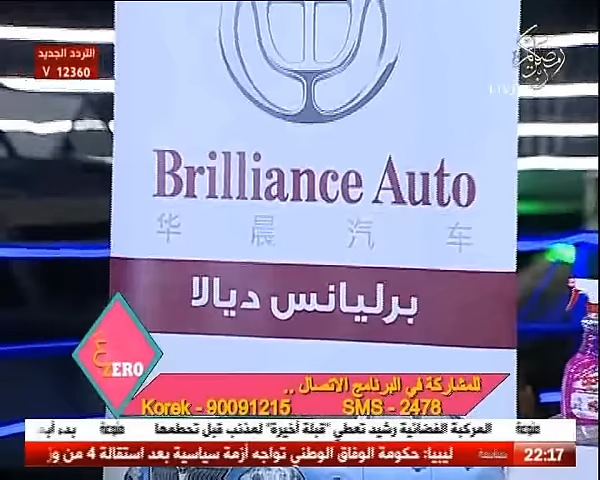 التردد الجديد
V 12360
Brilliance Auto
华晨汽车
برليانس ديالا
ZERO
للمشاركة في البرنامج الاتصال ..
Korek - 90091215 SMS - 2478
المركبة الفضائية رشيد تعطي "قبلة أخيرة" لمذنب قبل تحطمها
ليبيا: حكومة الوفاق الوطني تواجه أزمة سياسية بعد استقالة 4 من وز
22:17